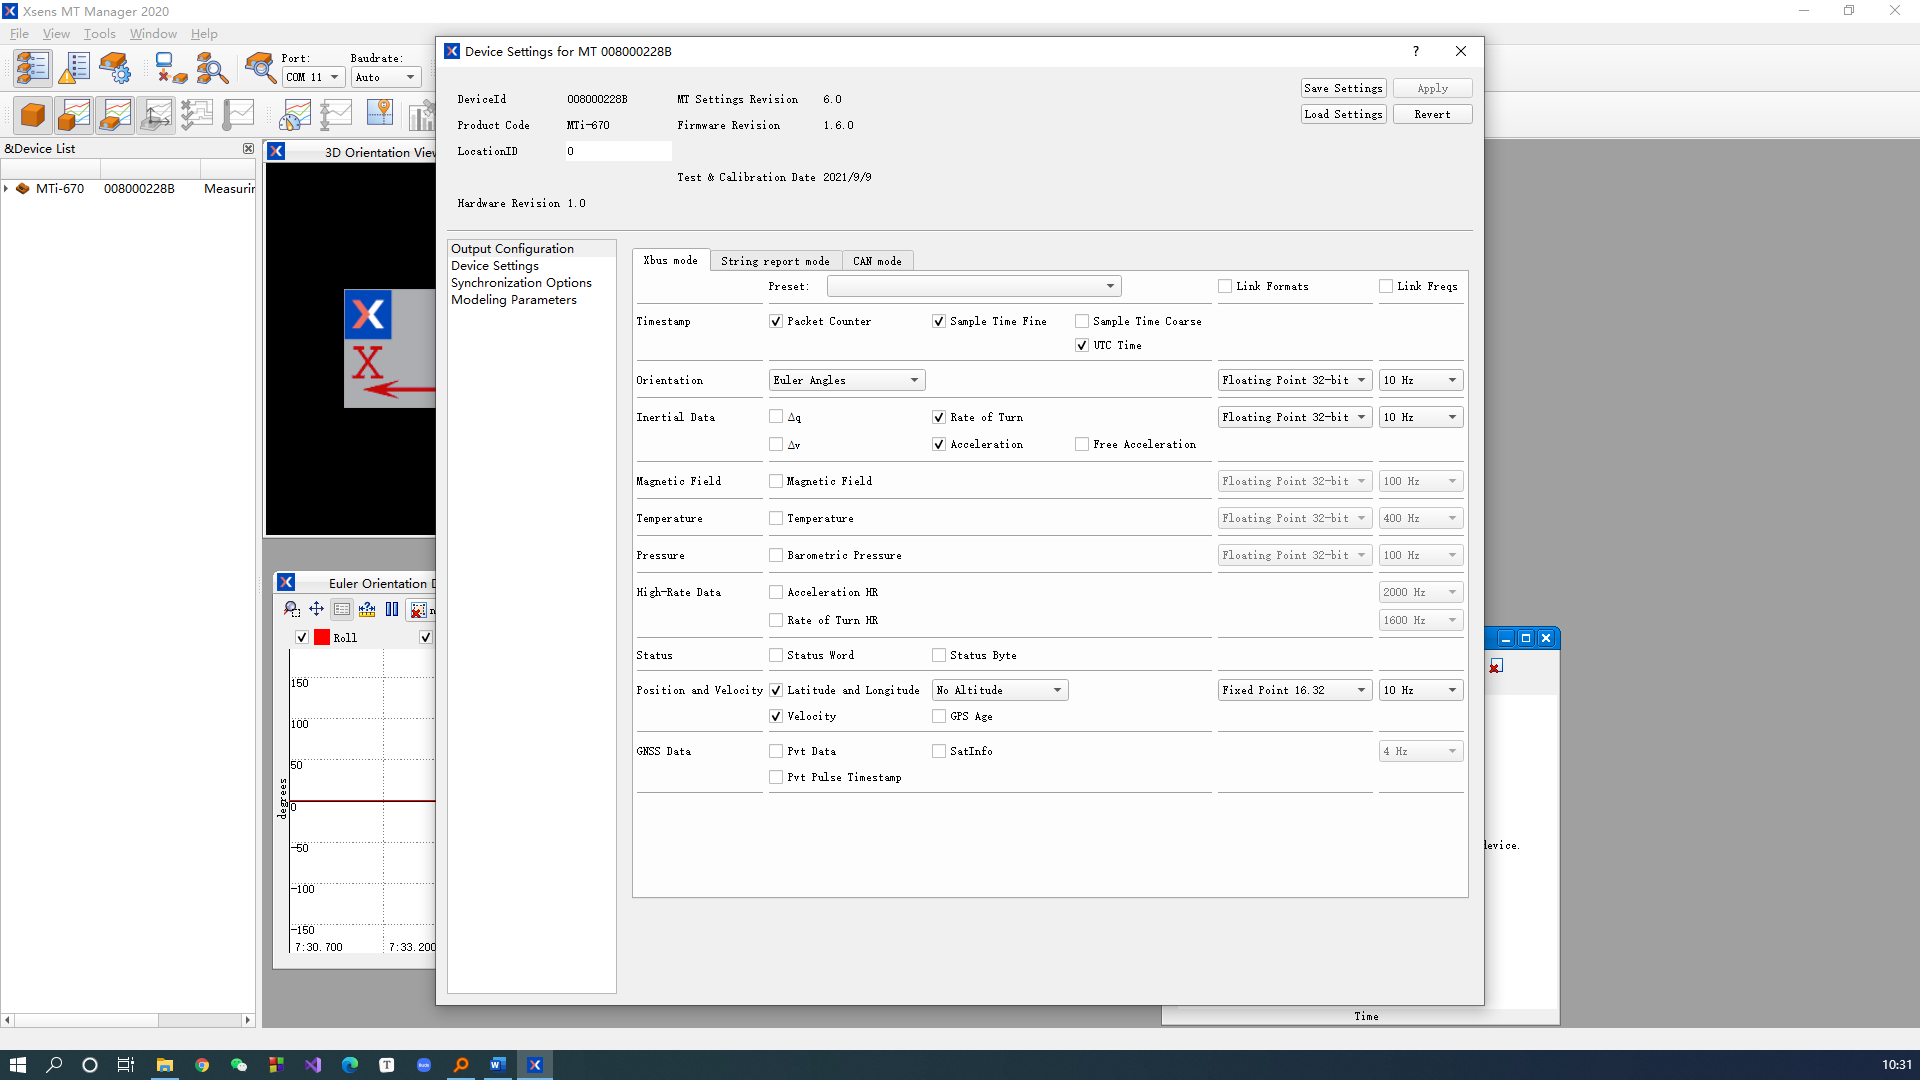 Xsens MT Manager 2020
File View Tools Window Help
Port: Baudrate:
COM 11 Auto
&Device List
MTi-670 008000228B Measurin
3D Orientation View
X
Euler Orientation D
Roll
150
100
50
0
-50
-100
-150
degrees
7:30.700 7:33.200
Device Settings for MT 008000228B
?
DeviceId 008000228B MT Settings Revision 6.0
Save Settings Apply
Product Code MTi-670 Firmware Revision 1.6.0
Load Settings Revert
LocationID 0
Test & Calibration Date 2021/9/9
Hardware Revision 1.0
Output Configuration
Device Settings
Synchronization Options
Modeling Parameters
Xbus mode String report mode CAN mode
Preset: Link Formats Link Freqs
Timestamp Packet Counter Sample Time Fine Sample Time Coarse
UTC Time
Orientation Euler Angles Floating Point 32-bit 10 Hz
Inertial Data Δq Rate of Turn Floating Point 32-bit 10 Hz
Δv Acceleration Free Acceleration
Magnetic Field Magnetic Field Floating Point 32-bit 100 Hz
Temperature Temperature Floating Point 32-bit 400 Hz
Pressure Barometric Pressure Floating Point 32-bit 100 Hz
High-Rate Data Acceleration HR 2000 Hz
Rate of Turn HR 1600 Hz
Status Status Word Status Byte
Position and Velocity Latitude and Longitude No Altitude Fixed Point 16.32 10 Hz
Velocity GPS Age
GNSS Data Pvt Data SatInfo 4 Hz
Pvt Pulse Timestamp
device.
Time
10:31